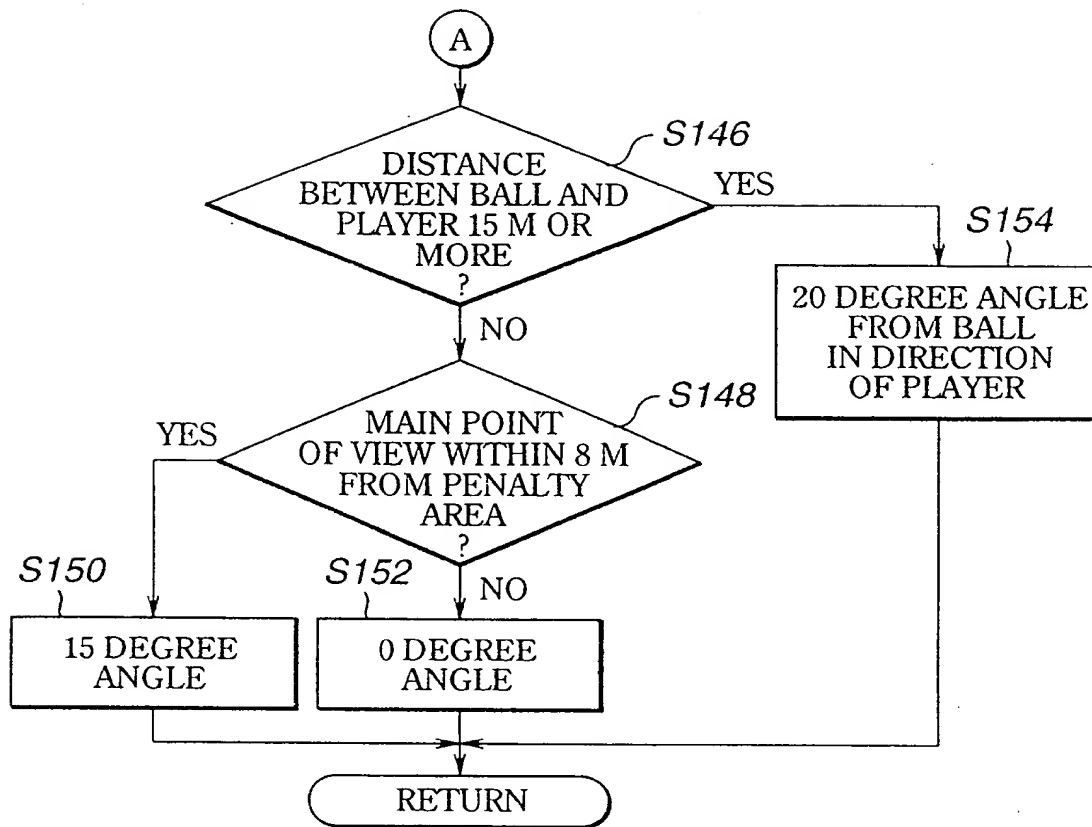 A
S146
DISTANCE
BETWEEN BALL AND
PLAYER 15 M OR
MORE
?
YES
S154
20 DEGREE ANGLE
FROM BALL
IN DIRECTION
OF PLAYER
NO
S148
MAIN POINT
OF VIEW WITHIN 8 M
FROM PENALTY
AREA
?
YES
S150
15 DEGREE
ANGLE
NO
S152
0 DEGREE
ANGLE
RETURN